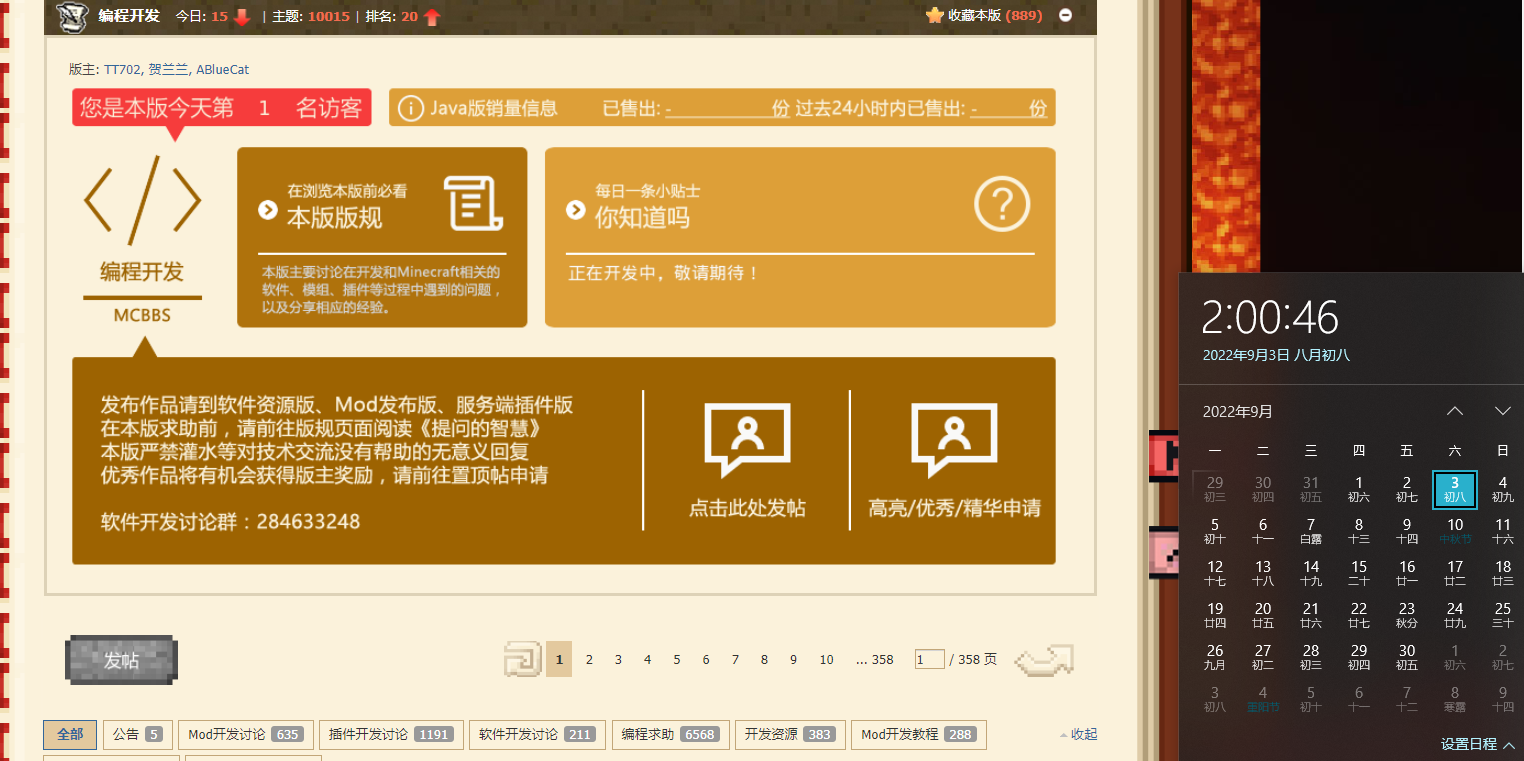 编程开发 今日: 15 | 主题: 10015 | 排名: 20 收藏本版 (889)
版主: TT702, 贺兰兰, ABlueCat
您是本版今天第 1 名访客
Java版销量信息 已售出: - 份 过去24小时内已售出: - 份
编程开发
MCBBS
在浏览本版前必看
本版版规
本版主要讨论在开发和Minecraft相关的
软件、模组、插件等过程中遇到的问题，
以及分享相应的经验。
每日一条小贴士
你知道吗
正在开发中，敬请期待！
发布作品请到软件资源版、Mod发布版、服务端插件版
在本版求助前，请前往版规页面阅读《提问的智慧》
本版严禁灌水等对技术交流没有帮助的无意义回复
优秀作品将有机会获得版主奖励，请前往置顶帖申请
软件开发讨论群：284633248
点击此处发帖
高亮/优秀/精华申请
发帖
1 2 3 4 5 6 7 8 9 10 ... 358 1 / 358 页
全部 公告 5 Mod开发讨论 635 插件开发讨论 1191 软件开发讨论 211 编程求助 6568 开发资源 383 Mod开发教程 288 收起
2:00:46
2022年9月3日 八月初八
2022年9月
一 二 三 四 五 六 日
29 30 31 1 2 3 4
初三 初四 初五 初六 初七 初八 初九
5 6 7 8 9 10 11
初十 十一 白露 十三 十四 中秋节 十六
12 13 14 15 16 17 18
十七 十八 十九 二十 廿一 廿二 廿三
19 20 21 22 23 24 25
廿四 廿五 廿六 廿七 秋分 廿九 三十
26 27 28 29 30 1 2
九月 初二 初三 初四 初五 初六 初七
3 4 5 6 7 8 9
初八 重阳节 初十 十一 十二 寒露 十四
设置日程